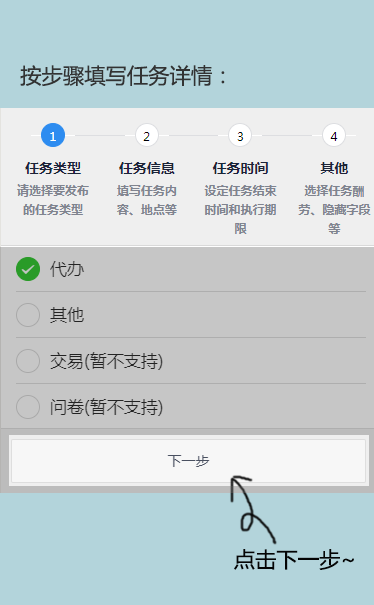 按步骤填写任务详情：
1 2 3 4
任务类型 任务信息 任务时间 其他
请选择要发布的任务类型 填写任务内容、地点等 设定任务结束时间和执行期限 选择任务酬劳、隐藏字段等
代办
其他
交易(暂不支持)
问卷(暂不支持)
下一步
点击下一步~